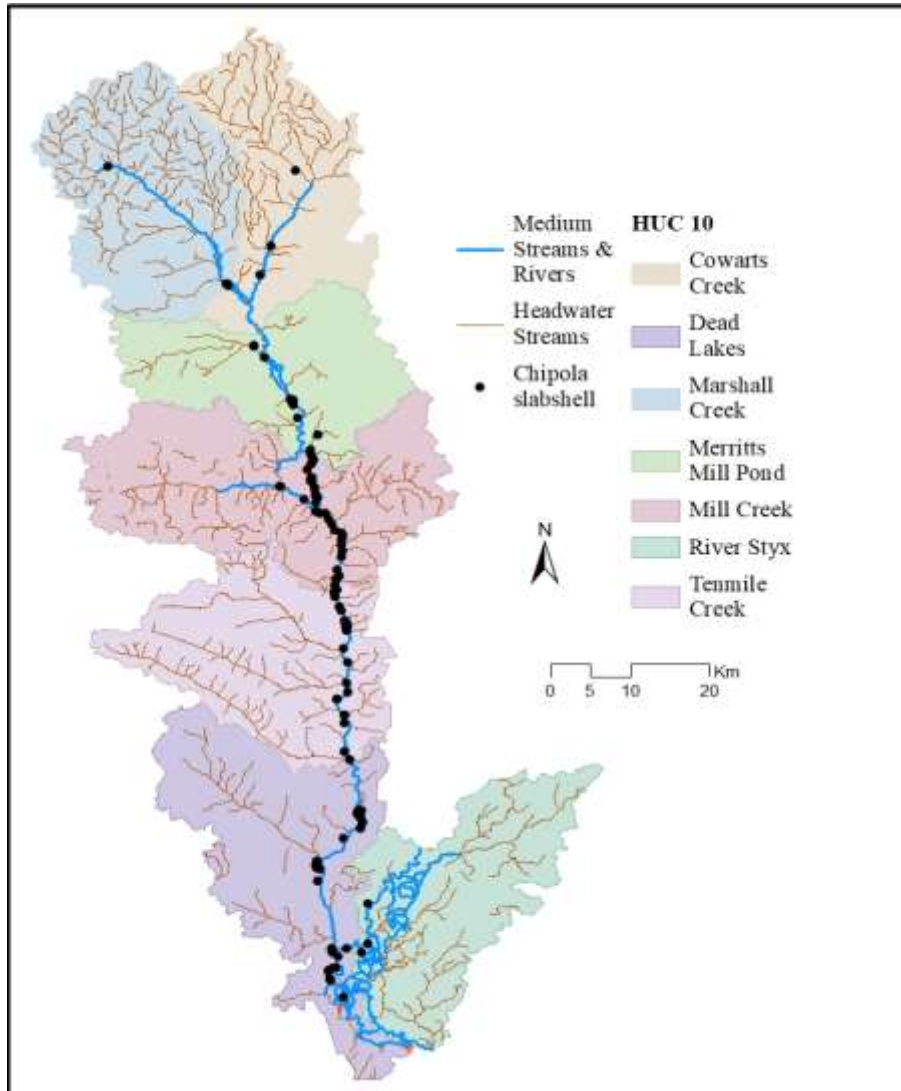 Medium
Streams &
Rivers
Headwater
Streams
Chipola
slabshell
HUC 10
Cowarts
Creek
Dead
Lakes
Marshall
Creek
Merritts
Mill Pond
Mill Creek
River Styx
Tenmile
Creek
N
Km
0 5 10 20